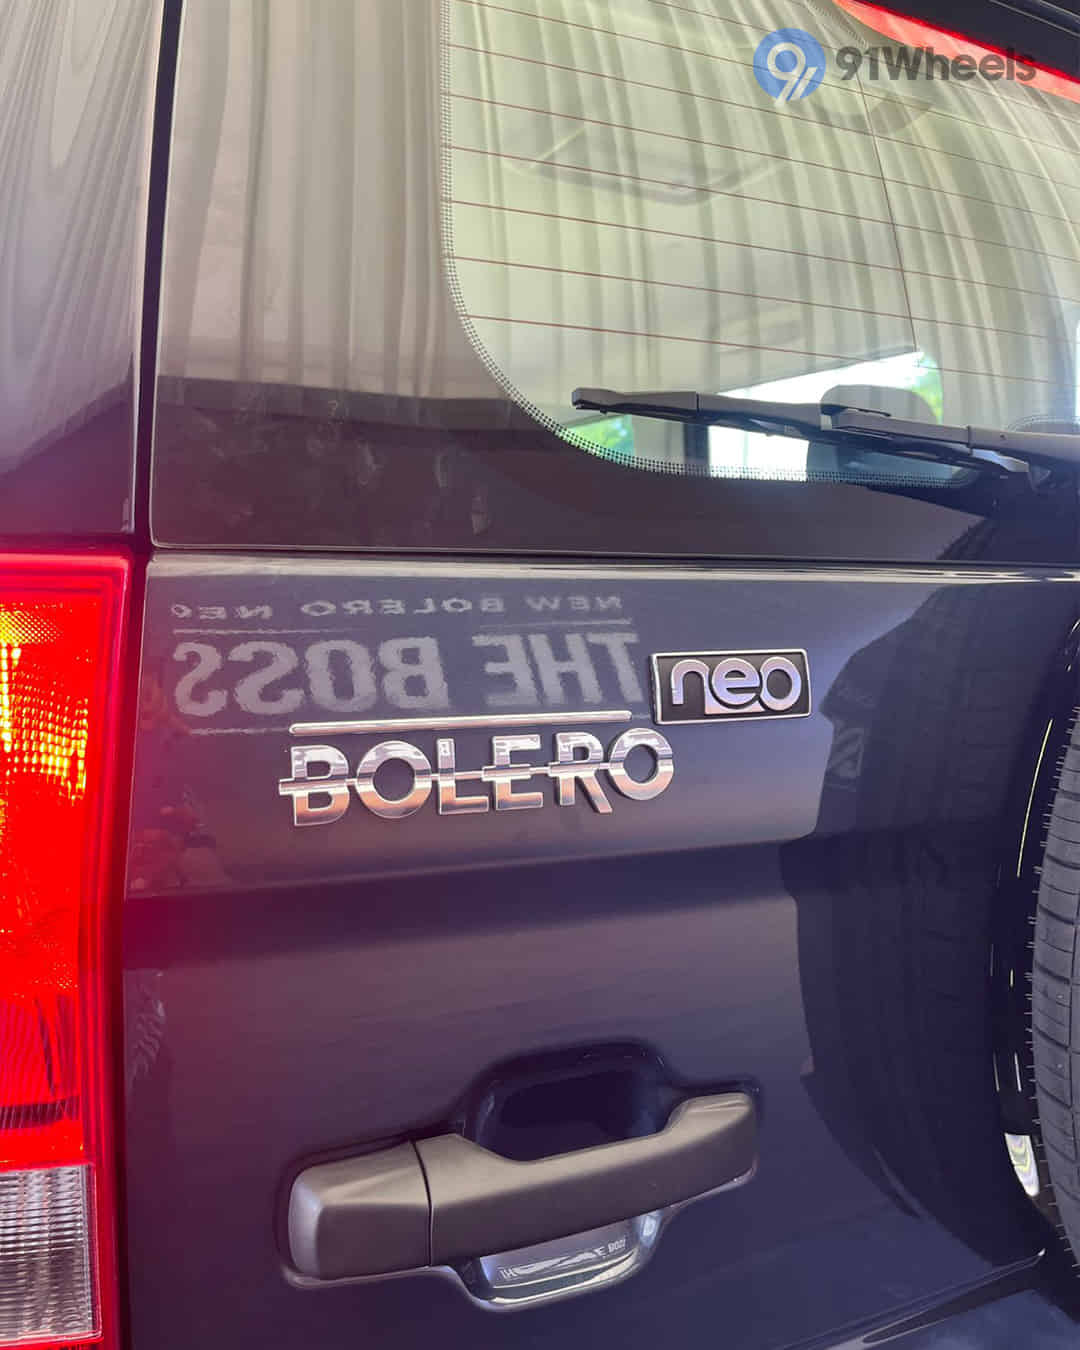 91Wheels
NEW BOLERO NEO
THE BOSS
neo
BOLERO